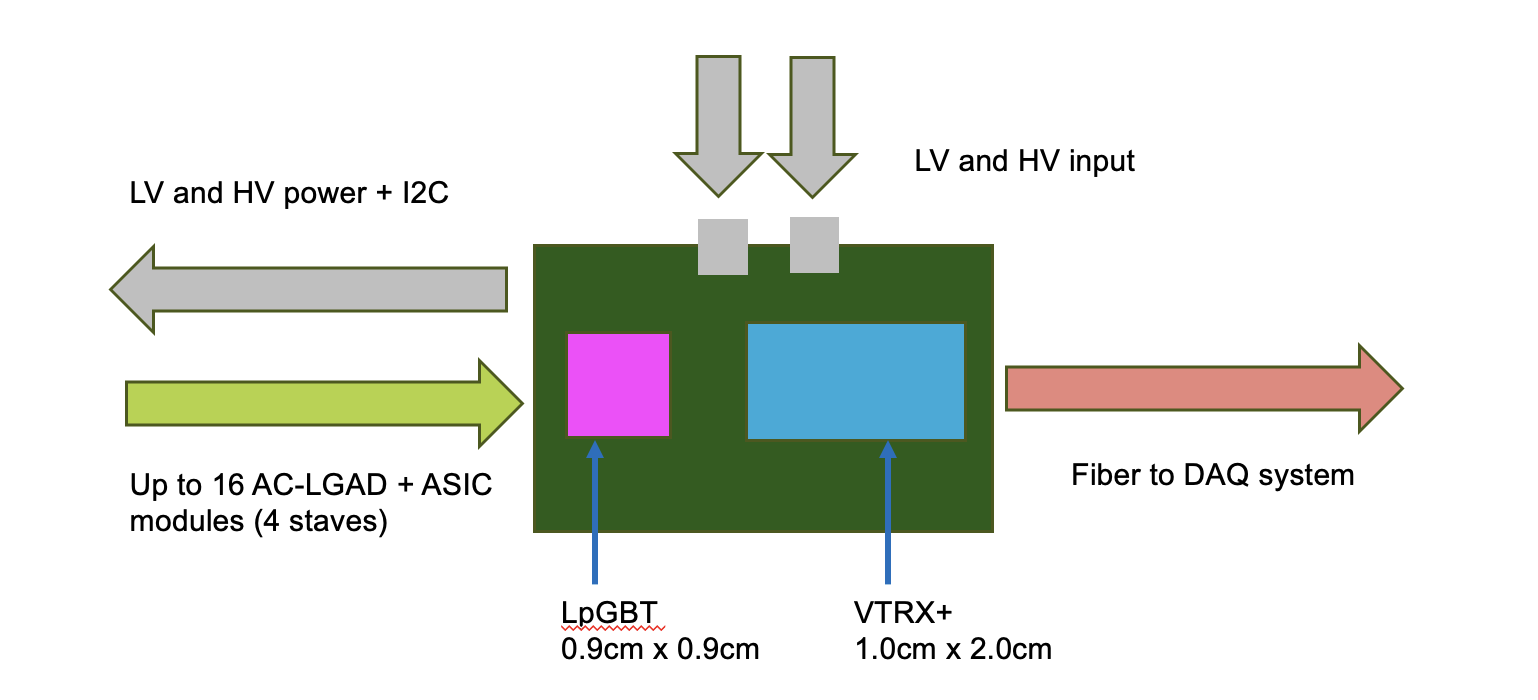 LV and HV input
LV and HV power + I2C
Up to 16 AC-LGAD + ASIC
modules (4 staves)
Fiber to DAQ system
LpGBT
0.9cm x 0.9cm
VTRX+
1.0cm x 2.0cm